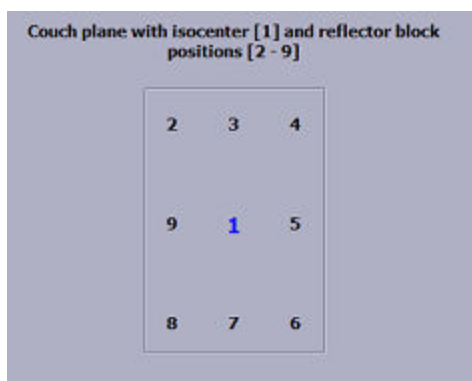 Couch plane with isocenter [1] and reflector block
positions [2 - 9]
2 3 4
9 1 5
8 7 6